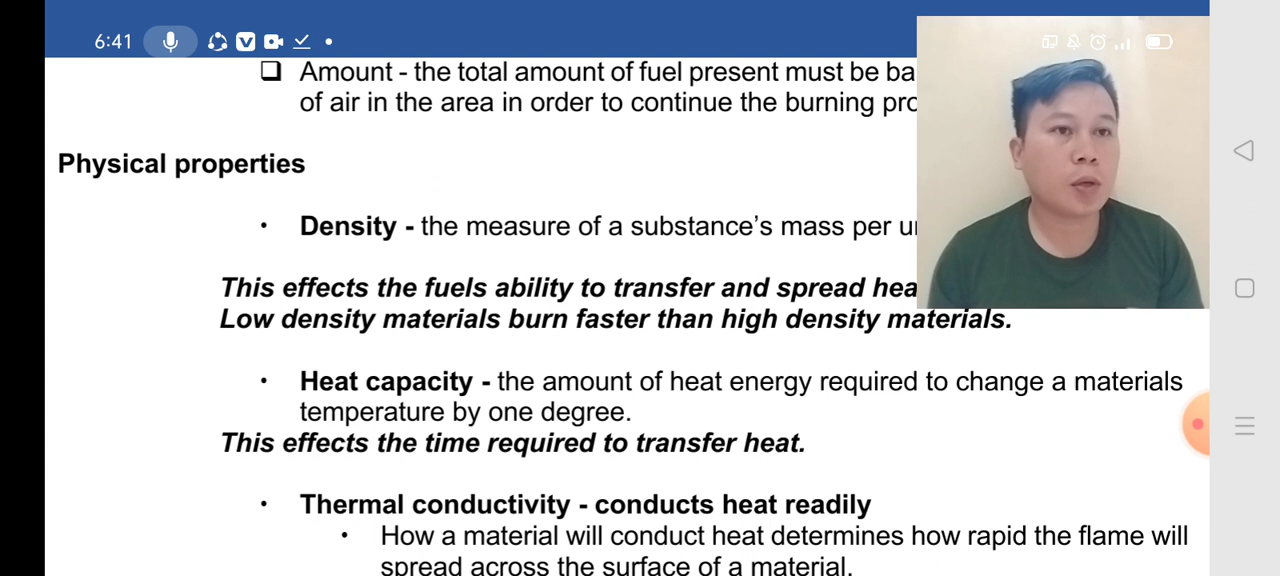 6:41
Amount - the total amount of fuel present must be
of air in the area in order to continue the burning
Physical properties
Density - the measure of a substance's mass per
This effects the fuels ability to transfer and spread
Low density materials burn faster than high density materials.
Heat capacity - the amount of heat energy required to change a materials
temperature by one degree.
This effects the time required to transfer heat.
Thermal conductivity - conducts heat readily
How a material will conduct heat determines how rapid the flame will
spread across the surface of a material.